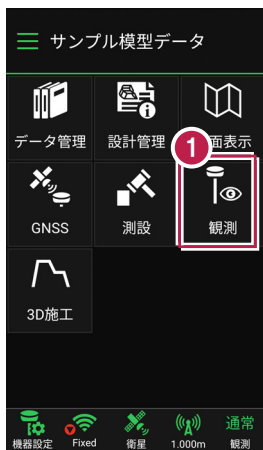 サンプル模型データ
データ管理 設計管理 面表示
1
GNSS 測設 観測
3D施工
通常
機器設定 Fixed 衛星 1.000m 観測